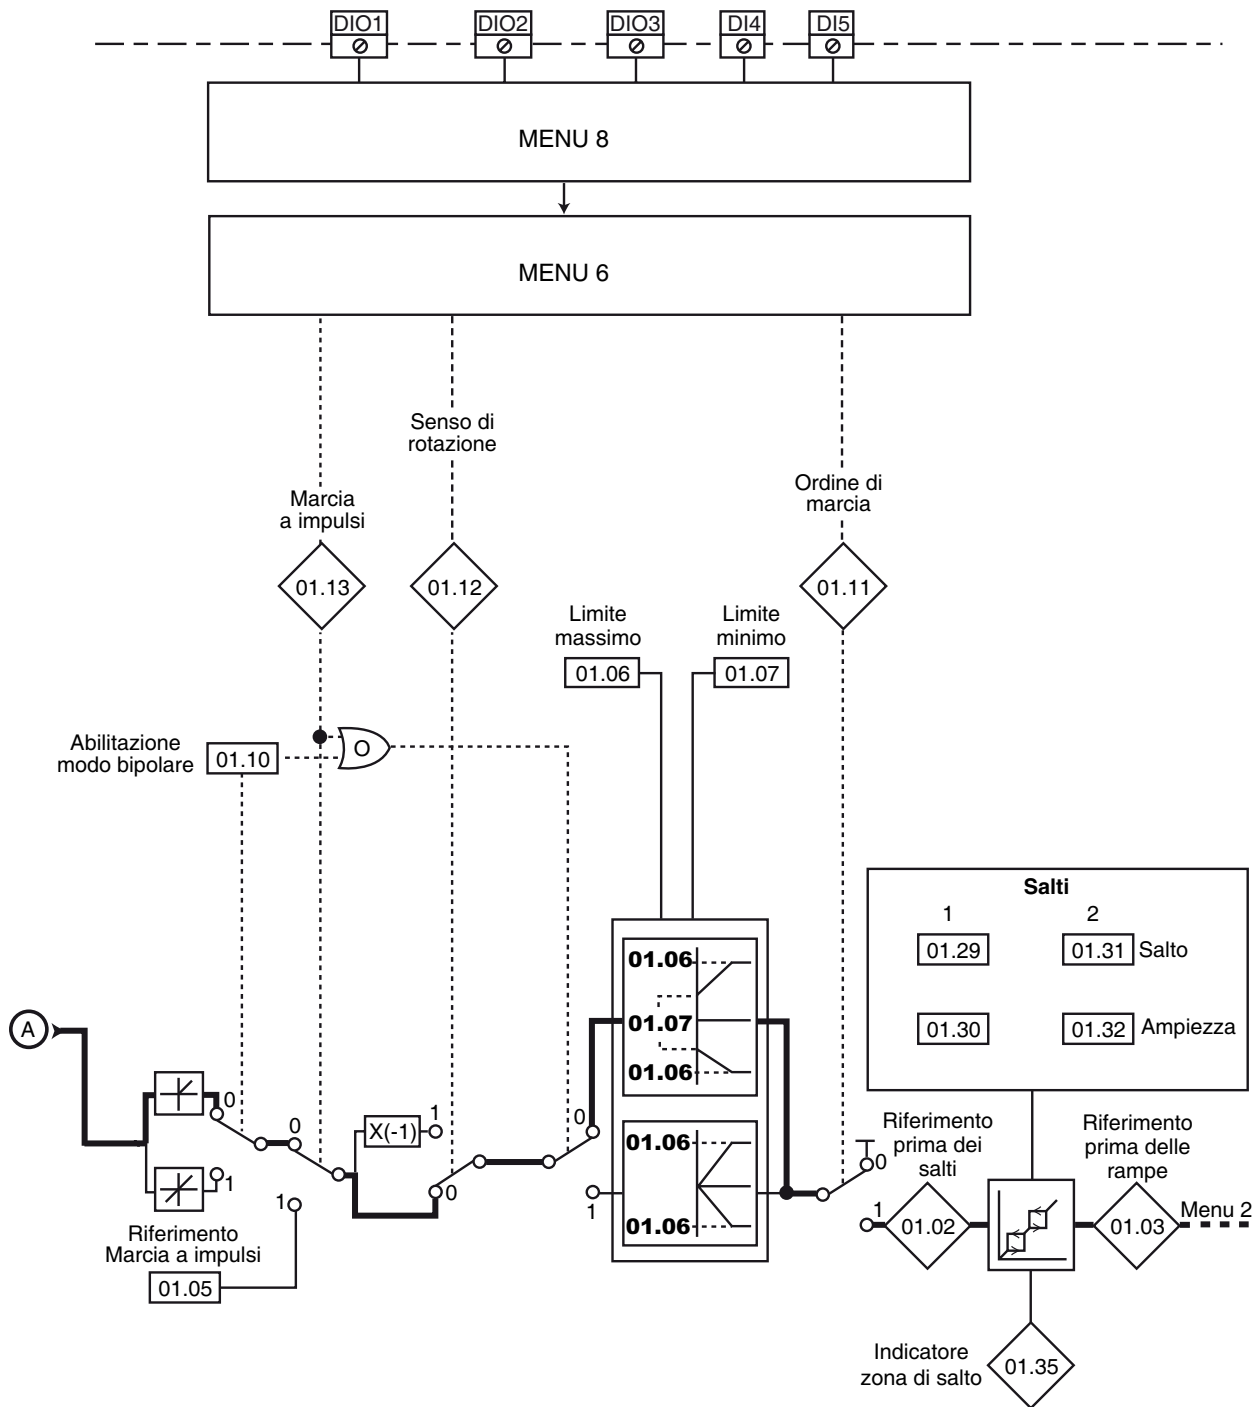 DIO1 DIO2 DIO3 DI4 DI5
MENU 8
MENU 6
Senso di
rotazione
Ordine di
marcia
Marcia
a impulsi
01.13
01.12
01.11
Limite
massimo
01.06
Limite
minimo
01.07
Abilitazione
modo bipolare
01.10
O
Salti
1 2
01.29 01.31 Salto
01.30 01.32 Ampiezza
01.06
01.07
01.06
A
0
1
0
1
X(-1)
1
0
0
1
01.06
01.06
0
1
Riferimento
Marcia a impulsi
01.05
Riferimento
prima dei
salti
01.02
Riferimento
prima delle
rampe
01.03
Menu 2
Indicatore
zona di salto
01.35